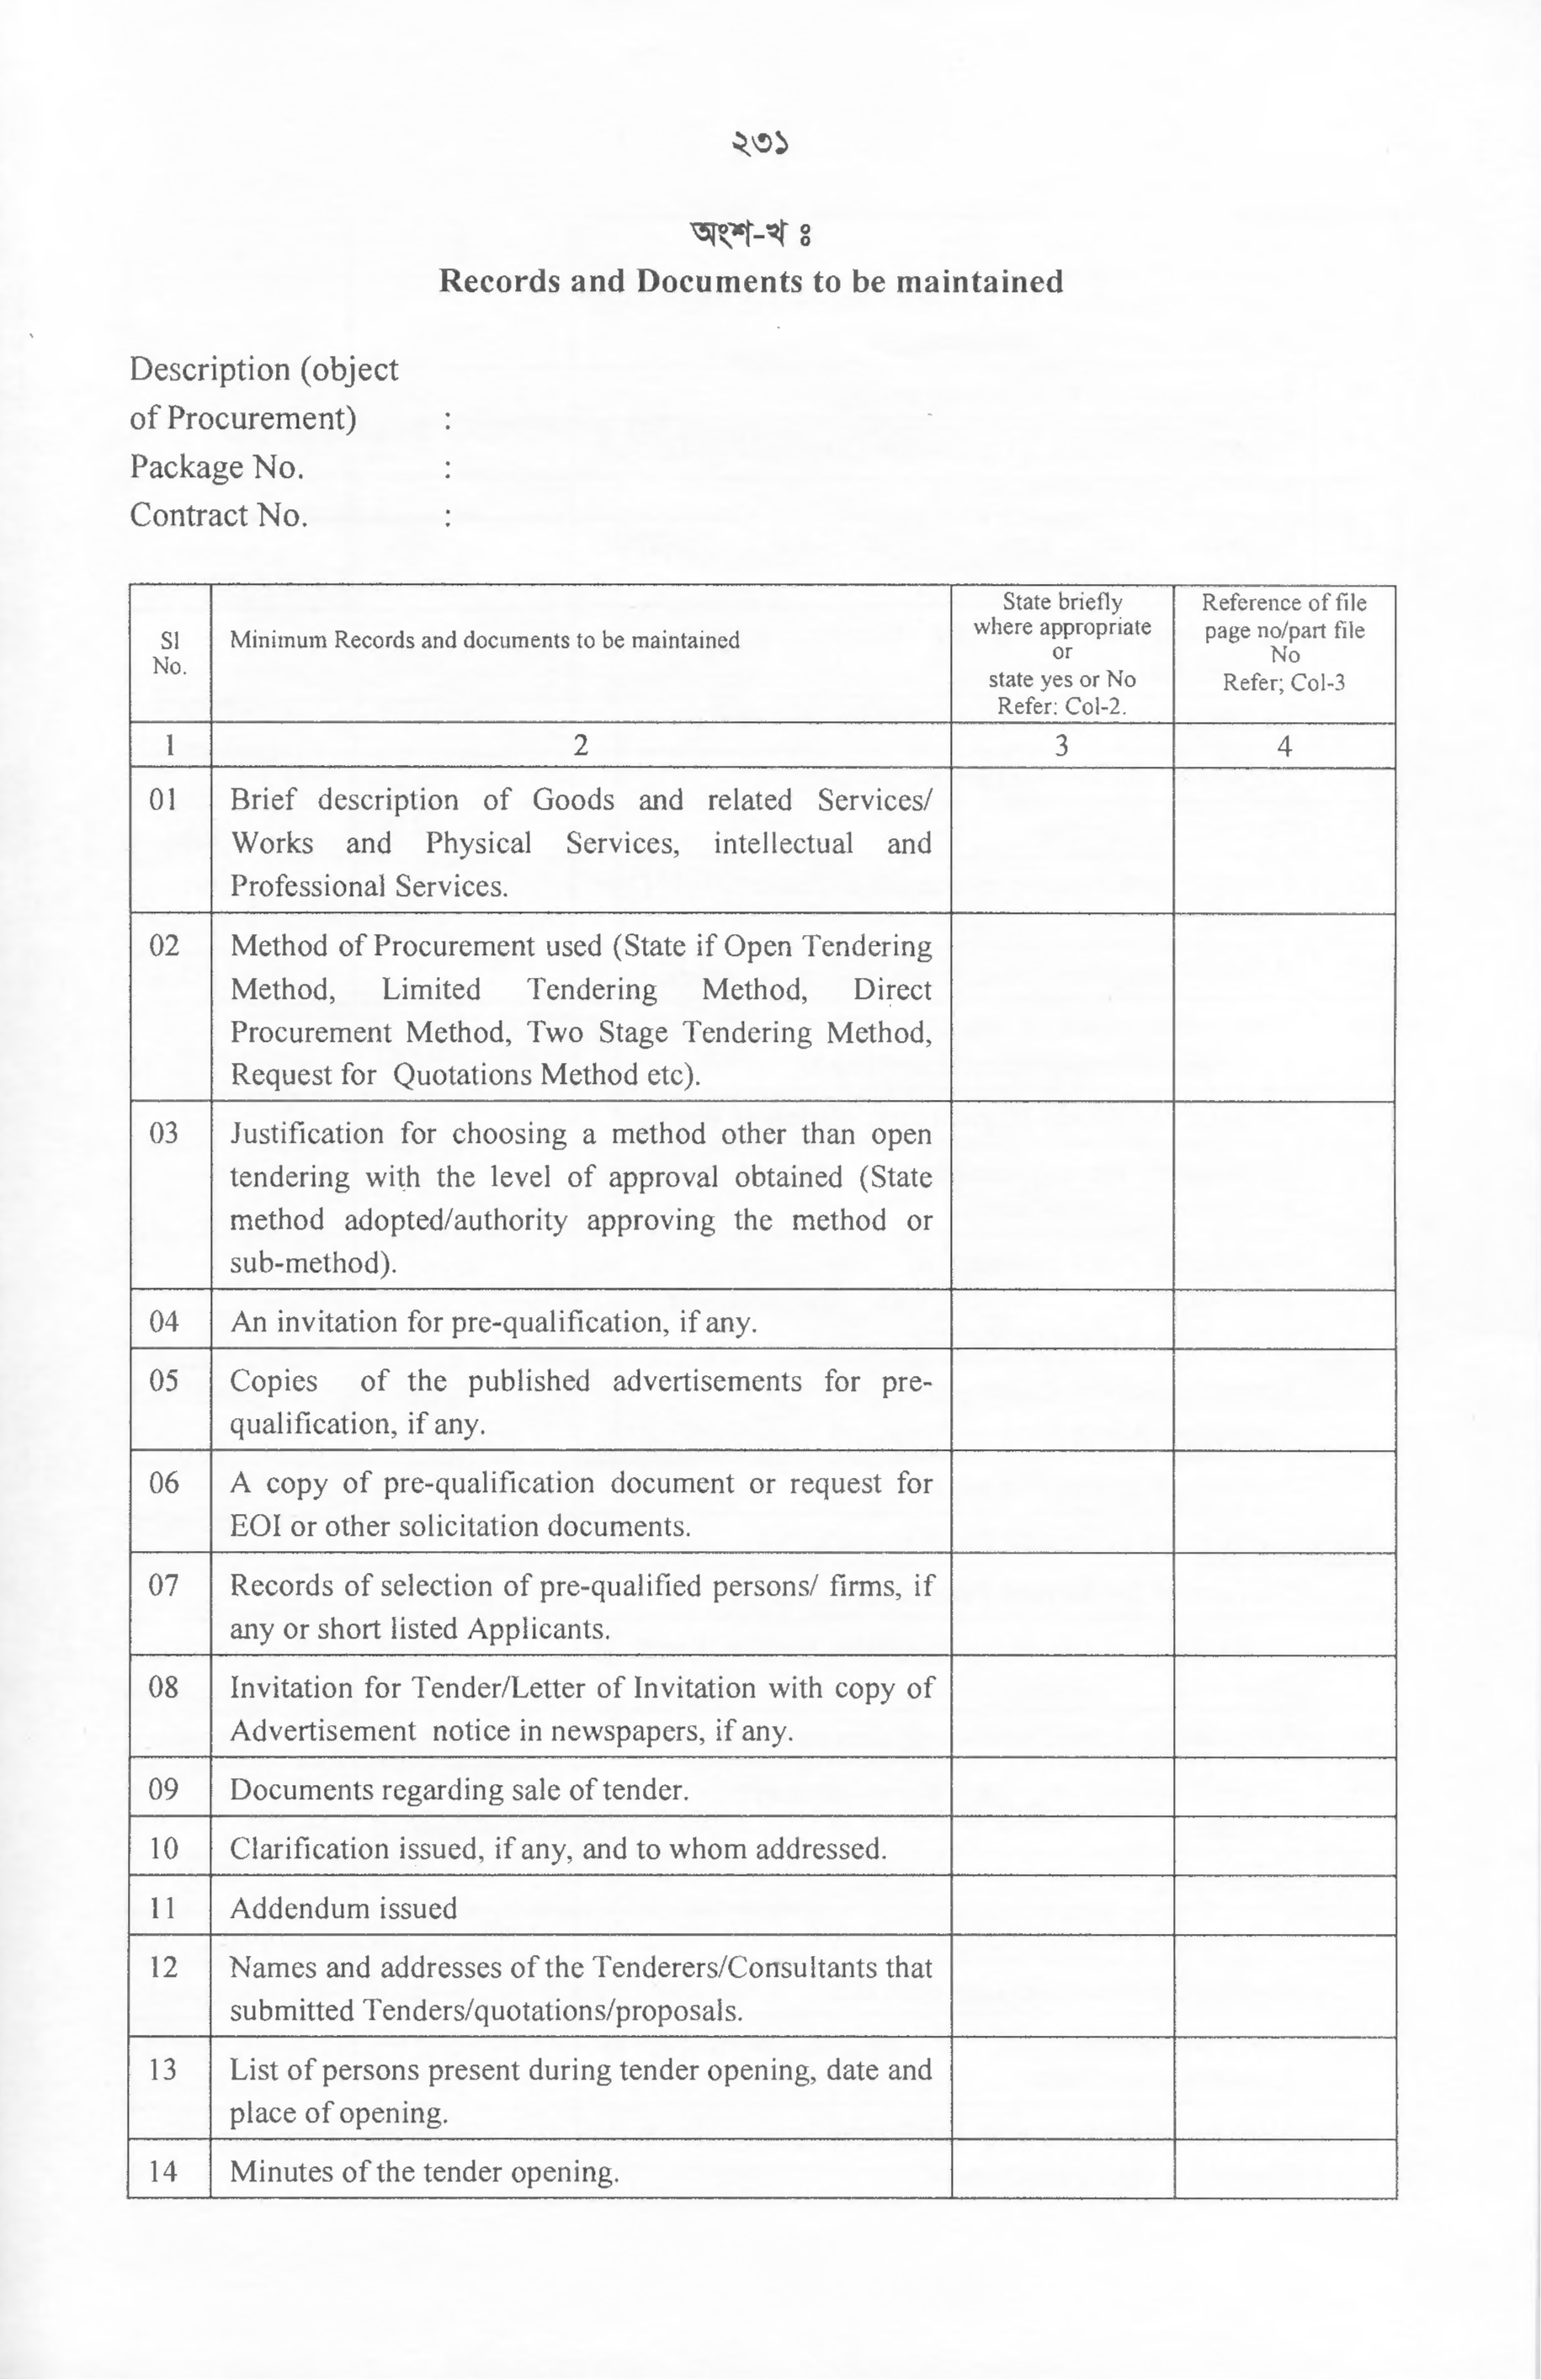 ২৩১
অংশ-খ ঃ
Records and Documents to be maintained
Description (object
of Procurement) :
Package No. :
Contract No. :
Sl
No.
Minimum Records and documents to be maintained
State briefly
where appropriate
or
state yes or No
Refer: Col-2.
Reference of file
page no/part file
No
Refer; Col-3
1 2 3 4
01 Brief description of Goods and related Services/
Works and Physical Services, intellectual and
Professional Services.
02 Method of Procurement used (State if Open Tendering
Method, Limited Tendering Method, Direct
Procurement Method, Two Stage Tendering Method,
Request for Quotations Method etc).
03 Justification for choosing a method other than open
tendering with the level of approval obtained (State
method adopted/authority approving the method or
sub-method).
04 An invitation for pre-qualification, if any.
05 Copies of the published advertisements for pre-
qualification, if any.
06 A copy of pre-qualification document or request for
EOI or other solicitation documents.
07 Records of selection of pre-qualified persons/ firms, if
any or short listed Applicants.
08 Invitation for Tender/Letter of Invitation with copy of
Advertisement notice in newspapers, if any.
09 Documents regarding sale of tender.
10 Clarification issued, if any, and to whom addressed.
11 Addendum issued
12 Names and addresses of the Tenderers/Consultants that
submitted Tenders/quotations/proposals.
13 List of persons present during tender opening, date and
place of opening.
14 Minutes of the tender opening.